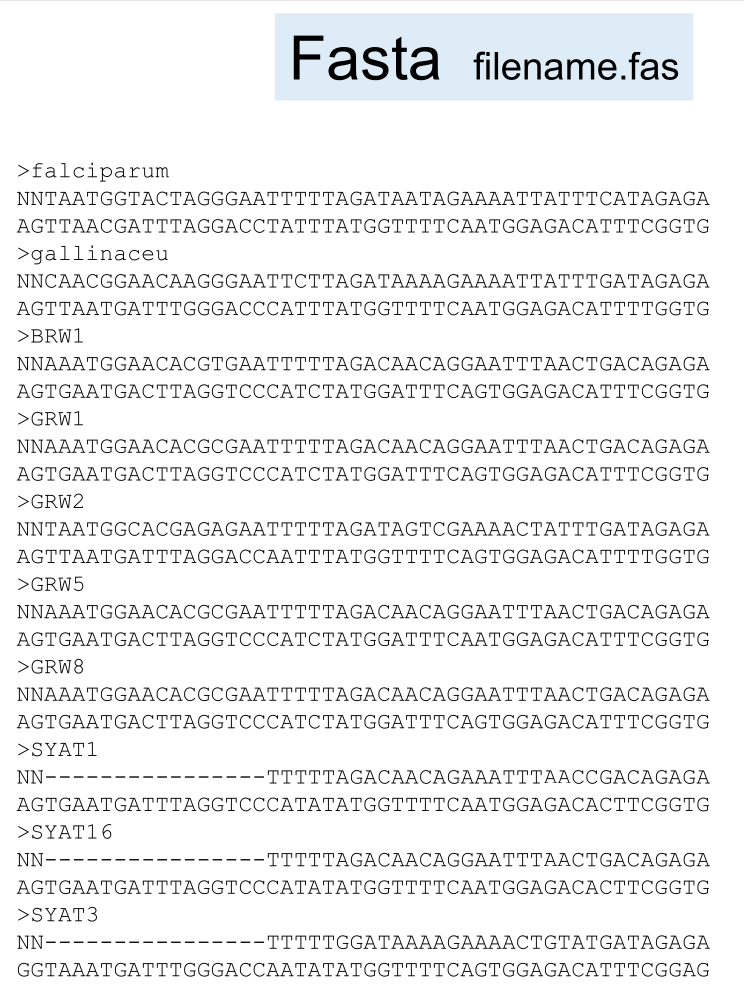 Fasta filename.fas
>falciparum
NNTAATGGTACTAGGGAATTTTTAGATAATAGAAAATTATTTCATAGAGA
AGTTAACGATTTAGGACCTATTTATGGTTTTCAATGGAGACATTTCGGTG
>gallinaceu
NNCAACGGAACAAGGGAATTCTTAGATAAAAGAAAATTATTTGATAGAGA
AGTTAATGATTTGGGACCCATTTATGGTTTTCAATGGAGACATTTTGGTG
>BRW1
NNAAATGGAACACGTGAATTTTTAGACAACAGGAATTTAACTGACAGAGA
AGTGAATGACTTAGGTCCCATCTATGGATTTCAGTGGAGACATTTCGGTG
>GRW1
NNAAATGGAACACGCGAATTTTTAGACAACAGGAATTTAACTGACAGAGA
AGTGAATGACTTAGGTCCCATCTATGGATTTCAGTGGAGACATTTCGGTG
>GRW2
NNTAATGGCACGAGAGAATTTTTAGATAGTCGAAAACTATTTGATAGAGA
AGTTAATGATTTAGGACCAATTTATGGTTTTCAGTGGAGACATTTTGGTG
>GRW5
NNAAATGGAACACGCGAATTTTTAGACAACAGGAATTTAACTGACAGAGA
AGTGAATGACTTAGGTCCCATCTATGGATTTCAATGGAGACATTTCGGTG
>GRW8
NNAAATGGAACACGCGAATTTTTAGACAACAGGAATTTAACTGACAGAGA
AGTGAATGACTTAGGTCCCATCTATGGATTTCAGTGGAGACATTTCGGTG
>SYAT1
NN----------------TTTTTAGACAACAGAAATTTAACCGACAGAGA
AGTGAATGATTTAGGTCCCATATATGGTTTTCAATGGAGACACTTCGGTG
>SYAT16
NN----------------TTTTTAGACAACAGGAATTTAACTGACAGAGA
AGTGAATGATTTAGGTCCCATATATGGTTTTCAATGGAGACACTTCGGTG
>SYAT3
NN----------------TTTTTGGATAAAAGAAAACTGTATGATAGAGA
GGTAAATGATTTGGGACCAATATATGGTTTTCAGTGGAGACATTTCGGAG